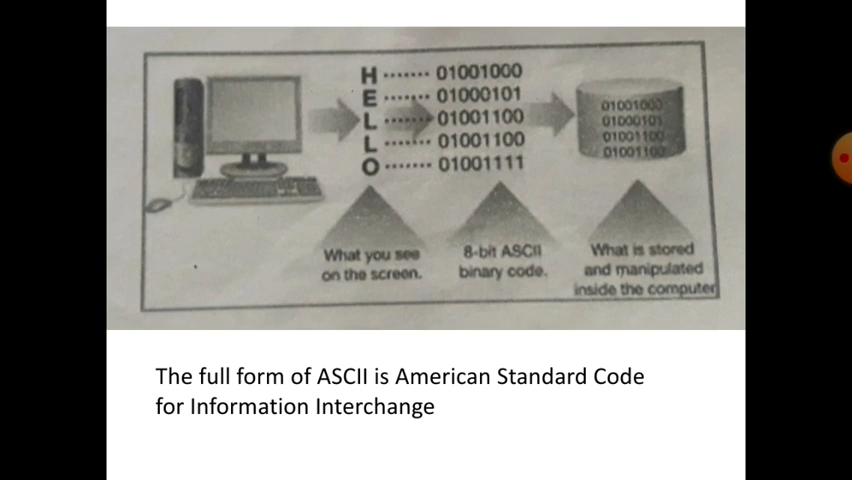 H ....... 01001000
E ....... 01000101
L ....... 01001100
L ....... 01001100
O ....... 01001111
01001000
01000101
01001100
01001100
What you see
on the screen.
8-bit ASCII
binary code.
What is stored
and manipulated
inside the computer
The full form of ASCII is American Standard Code
for Information Interchange